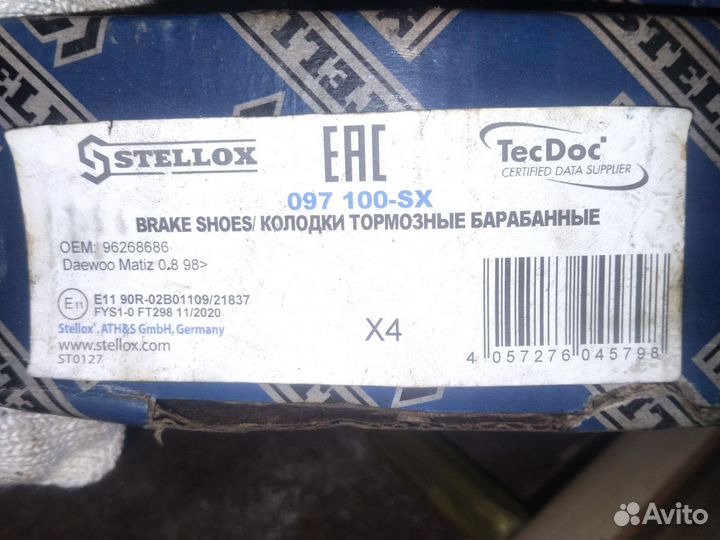 STELLOX
EAC
TecDoc
CERTIFIED DATA SUPPLIER
097 100-SX
BRAKE SHOES/ КОЛОДКИ ТОРМОЗНЫЕ БАРАБАННЫЕ
OEM: 96268686
Daewoo Matiz 0.8 98>
E11 E11 90R-02B01109/21837
FYS1-0 FT298 11/2020
Stellox®. ATH&S GmbH, Germany
www.stellox.com
ST0127
X4
4 057276 045798
Avito